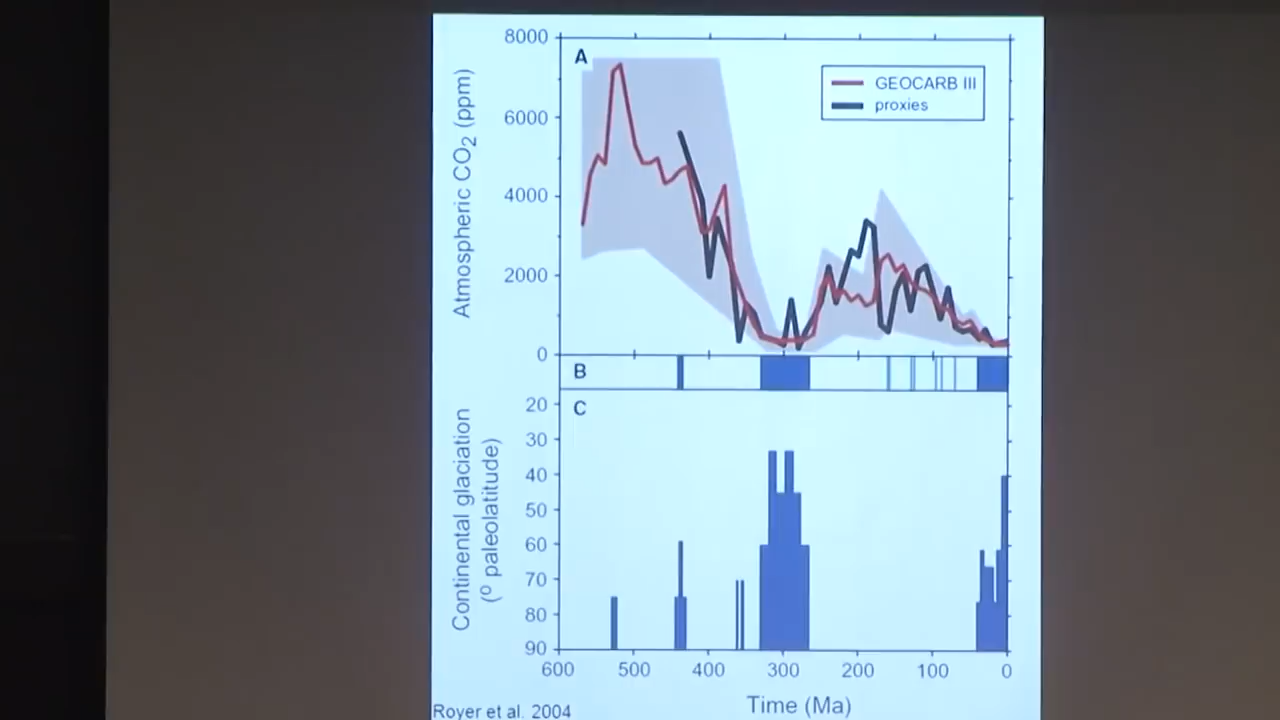 8000
6000
4000
2000
0
Atmospheric CO2 (ppm)
A
GEOCARB III
proxies
B
C
20
30
40
50
60
70
80
90
Continental glaciation
(º paleolatitude)
600 500 400 300 200 100 0
Time (Ma)
Royer et al. 2004